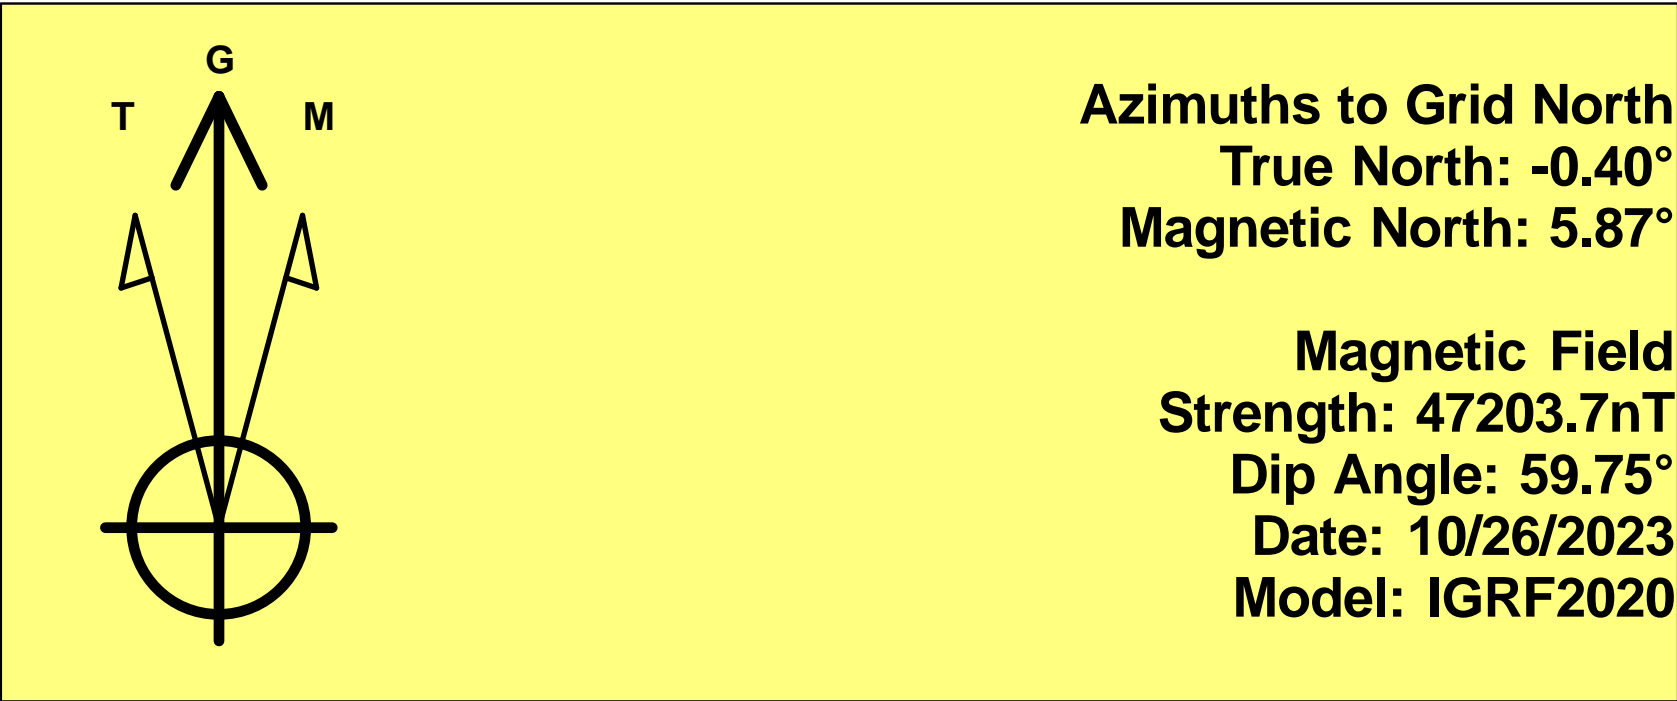 G
T M
Azimuths to Grid North
True North: -0.40°
Magnetic North: 5.87°
Magnetic Field
Strength: 47203.7nT
Dip Angle: 59.75°
Date: 10/26/2023
Model: IGRF2020